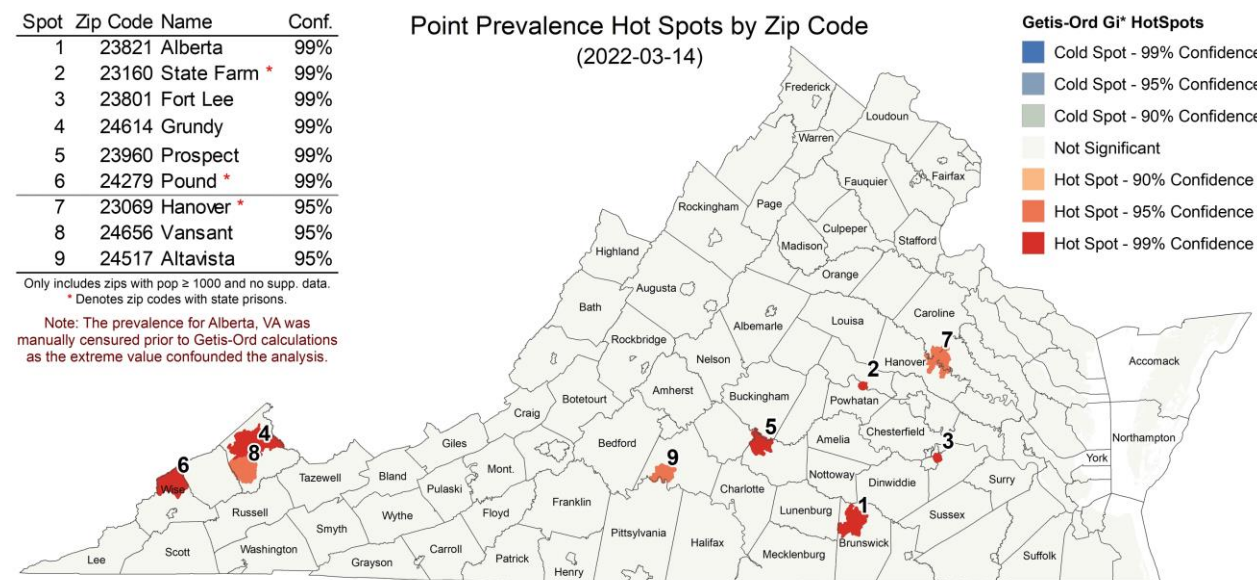 Spot Zip Code Name Conf.
1 23821 Alberta 99%
2 23160 State Farm * 99%
3 23801 Fort Lee 99%
4 24614 Grundy 99%
5 23960 Prospect 99%
6 24279 Pound * 99%
7 23069 Hanover * 95%
8 24656 Vansant 95%
9 24517 Altavista 95%
Only includes zips with pop ≥ 1000 and no supp. data.
* Denotes zip codes with state prisons.
Note: The prevalence for Alberta, VA was
manually censured prior to Getis-Ord calculations
as the extreme value confounded the analysis.
Point Prevalence Hot Spots by Zip Code
(2022-03-14)
Getis-Ord Gi* HotSpots
Cold Spot - 99% Confidence
Cold Spot - 95% Confidence
Cold Spot - 90% Confidence
Not Significant
Hot Spot - 90% Confidence
Hot Spot - 95% Confidence
Hot Spot - 99% Confidence
Frederick
Loudoun
Warren
Fairfax
Fauquier
Page
Rockingham
Culpeper
Stafford
Madison
Highland
Orange
Augusta
Bath
Caroline
Louisa
Albemarle
Rockbridge
7
Accomack
Hanover
Nelson
2
Amherst
Buckingham
Powhatan
Botetourt
Craig
4
5
Chesterfield
Northampton
Giles
Bedford
Amelia
3
8
9
York
6
Mont.
Nottoway
Tazewell
Bland
Dinwiddie
Surry
Wise
Pulaski
Charlotte
Franklin
1
Lunenburg
Russell
Wythe
Floyd
Sussex
Smyth
Pittsylvania
Halifax
Brunswick
Washington
Carroll
Mecklenburg
Suffolk
Scott
Lee
Grayson
Patrick
Henry